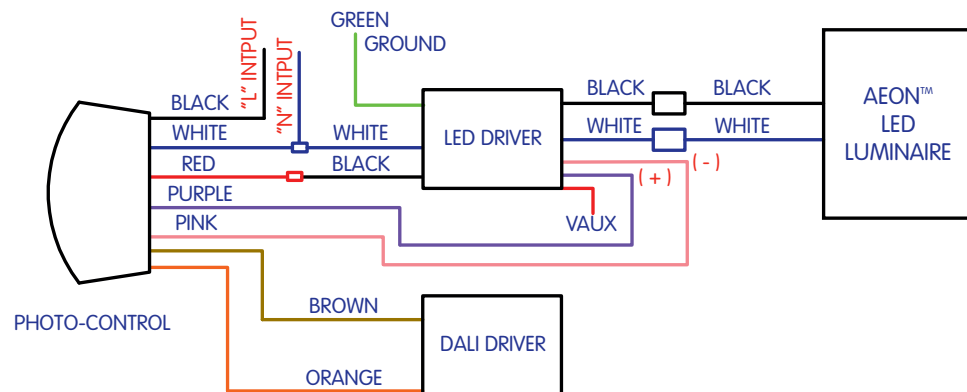 GREEN
GROUND
"L" INTPUT
"N" INTPUT
BLACK
WHITE
WHITE
RED
BLACK
PURPLE
PINK
LED DRIVER
BLACK
BLACK
WHITE
WHITE
(-)
(+)
VAUX
AEON™
LED
LUMINAIRE
PHOTO-CONTROL
BROWN
DALI DRIVER
ORANGE